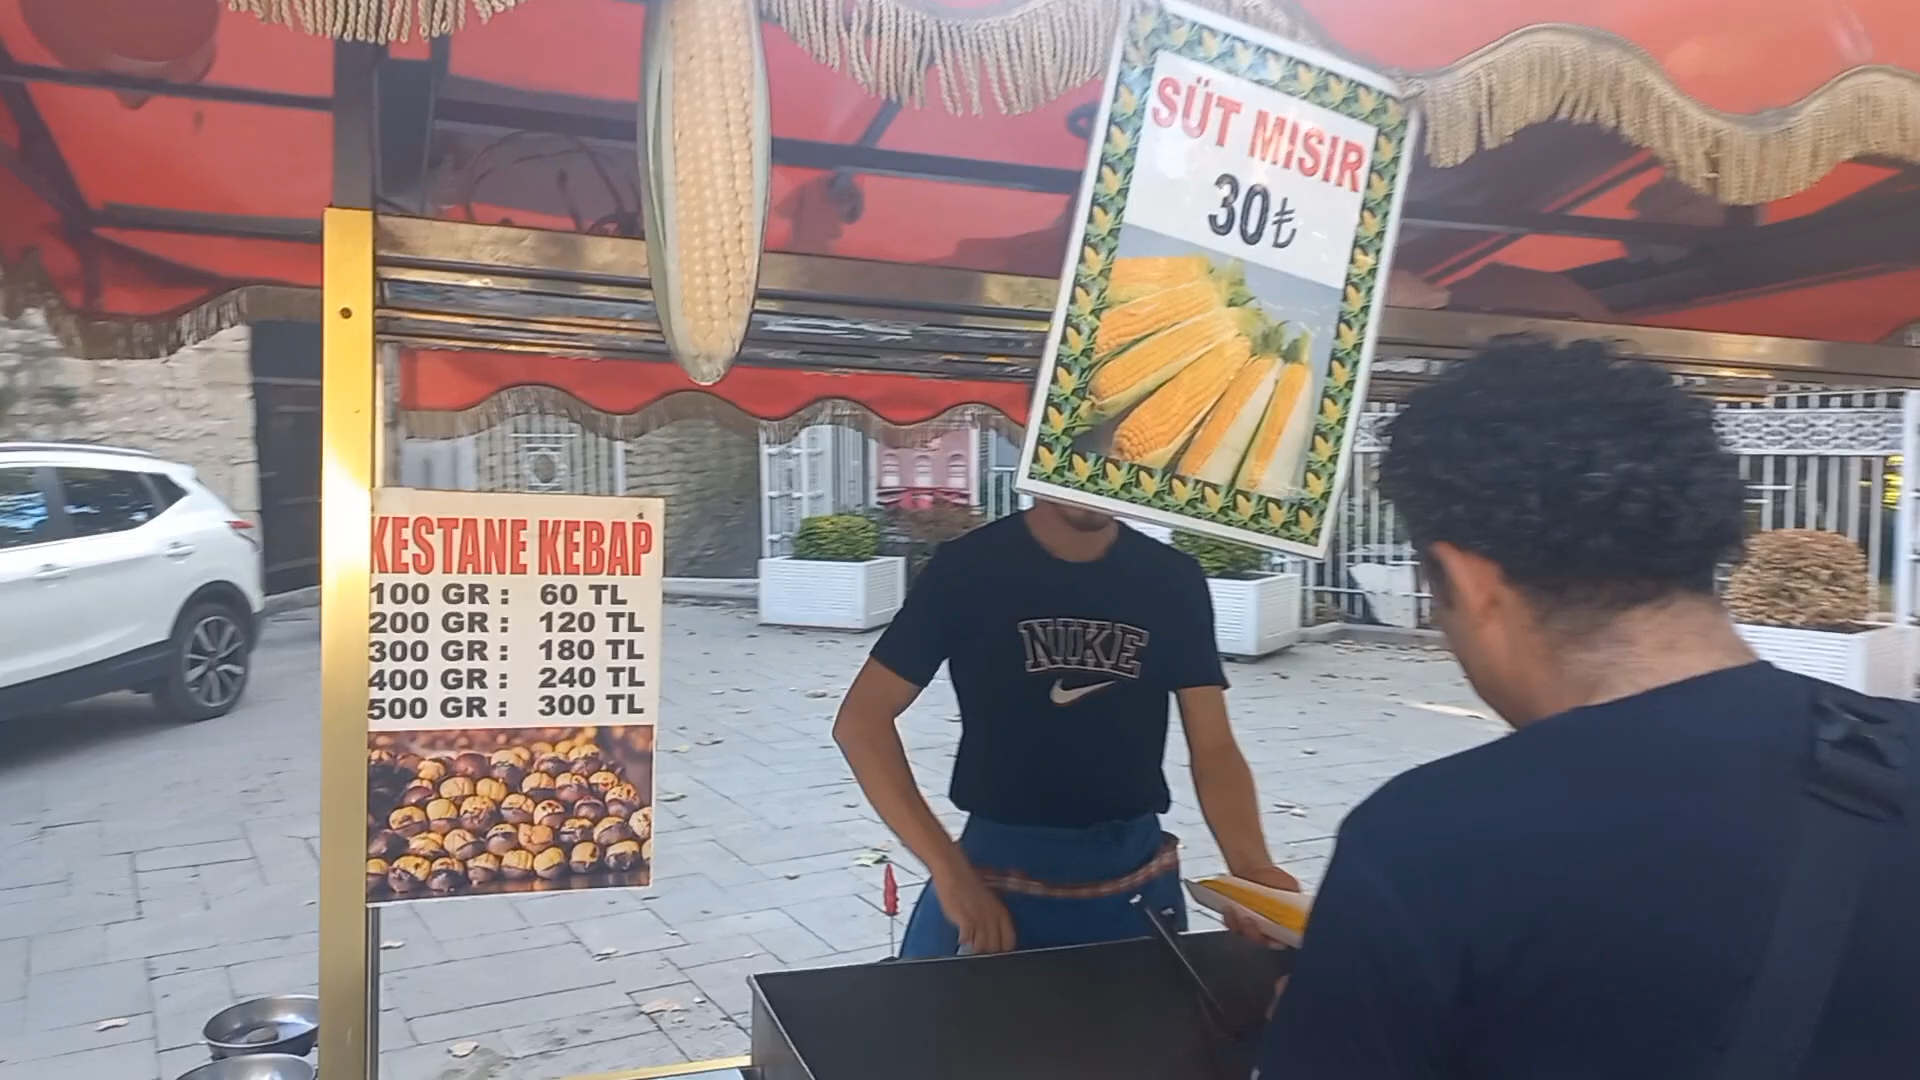 SÜT MISIR
30₺
KESTANE KEBAP
100 GR : 60 TL
200 GR : 120 TL
300 GR : 180 TL
400 GR : 240 TL
500 GR : 300 TL
NIKE